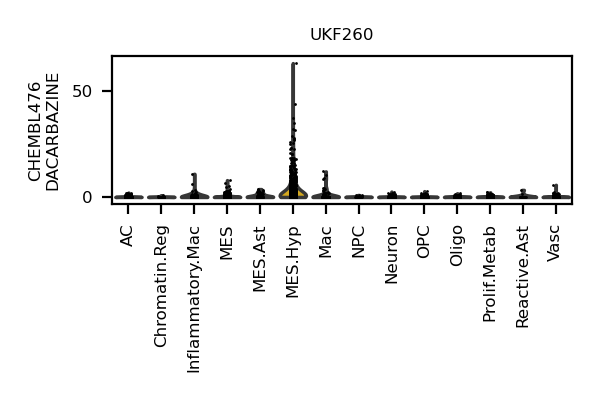 UKF260
CHEMBL476
DACARBAZINE
50
0
AC
Chromatin.Reg
Inflammatory.Mac
MES
MES.Ast
MES.Hyp
Mac
NPC
Neuron
OPC
Oligo
Prolif.Metab
Reactive.Ast
Vasc